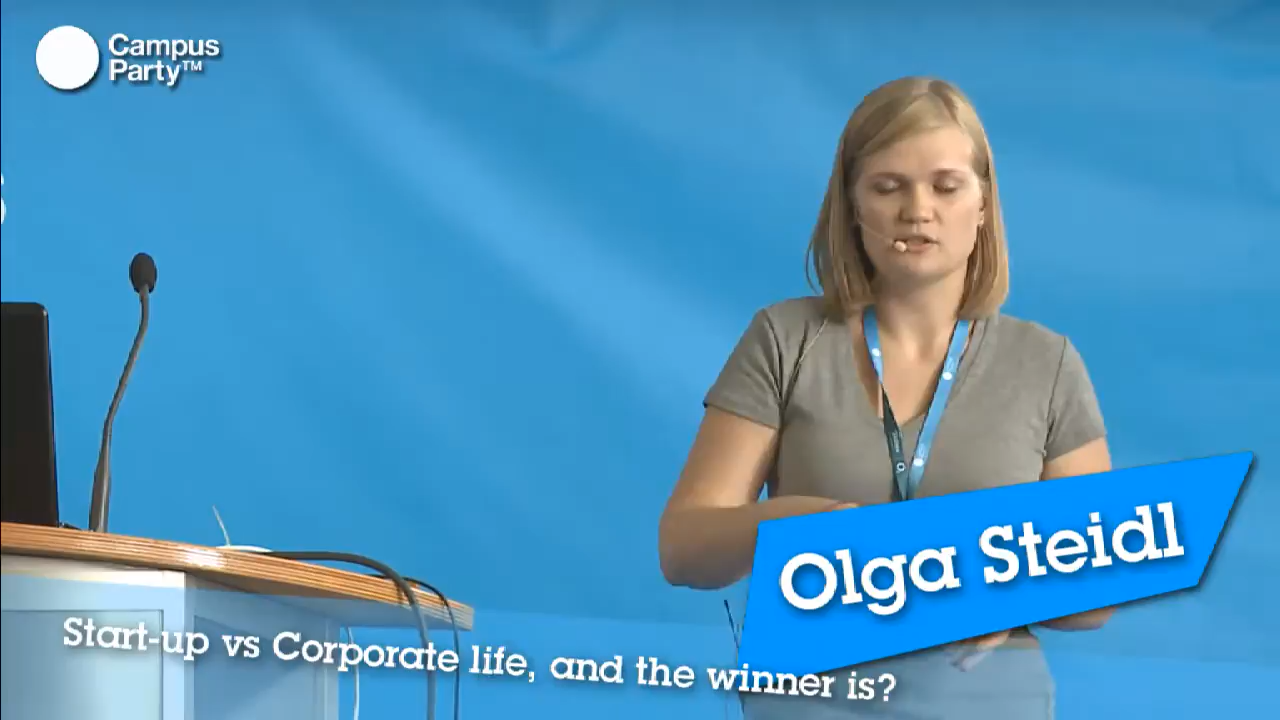 Campus
Party™
Olga Steidl
Start-up vs Corporate life, and the winner is?